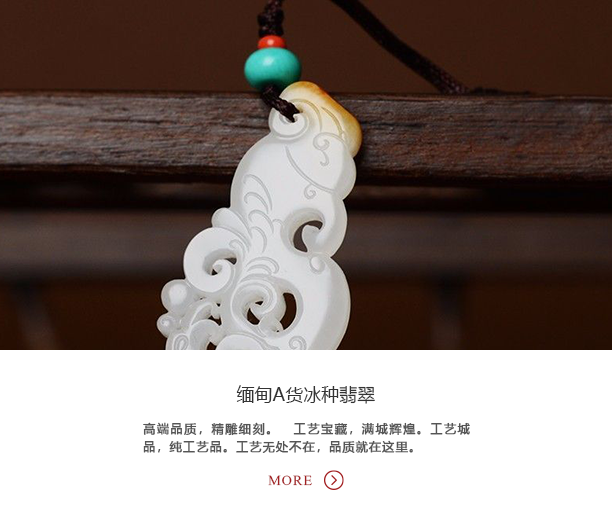 缅甸A货冰种翡翠
高端品质，精雕细刻。 工艺宝藏，满城辉煌。工艺城
品，纯工艺品。工艺无处不在，品质就在这里。
MORE